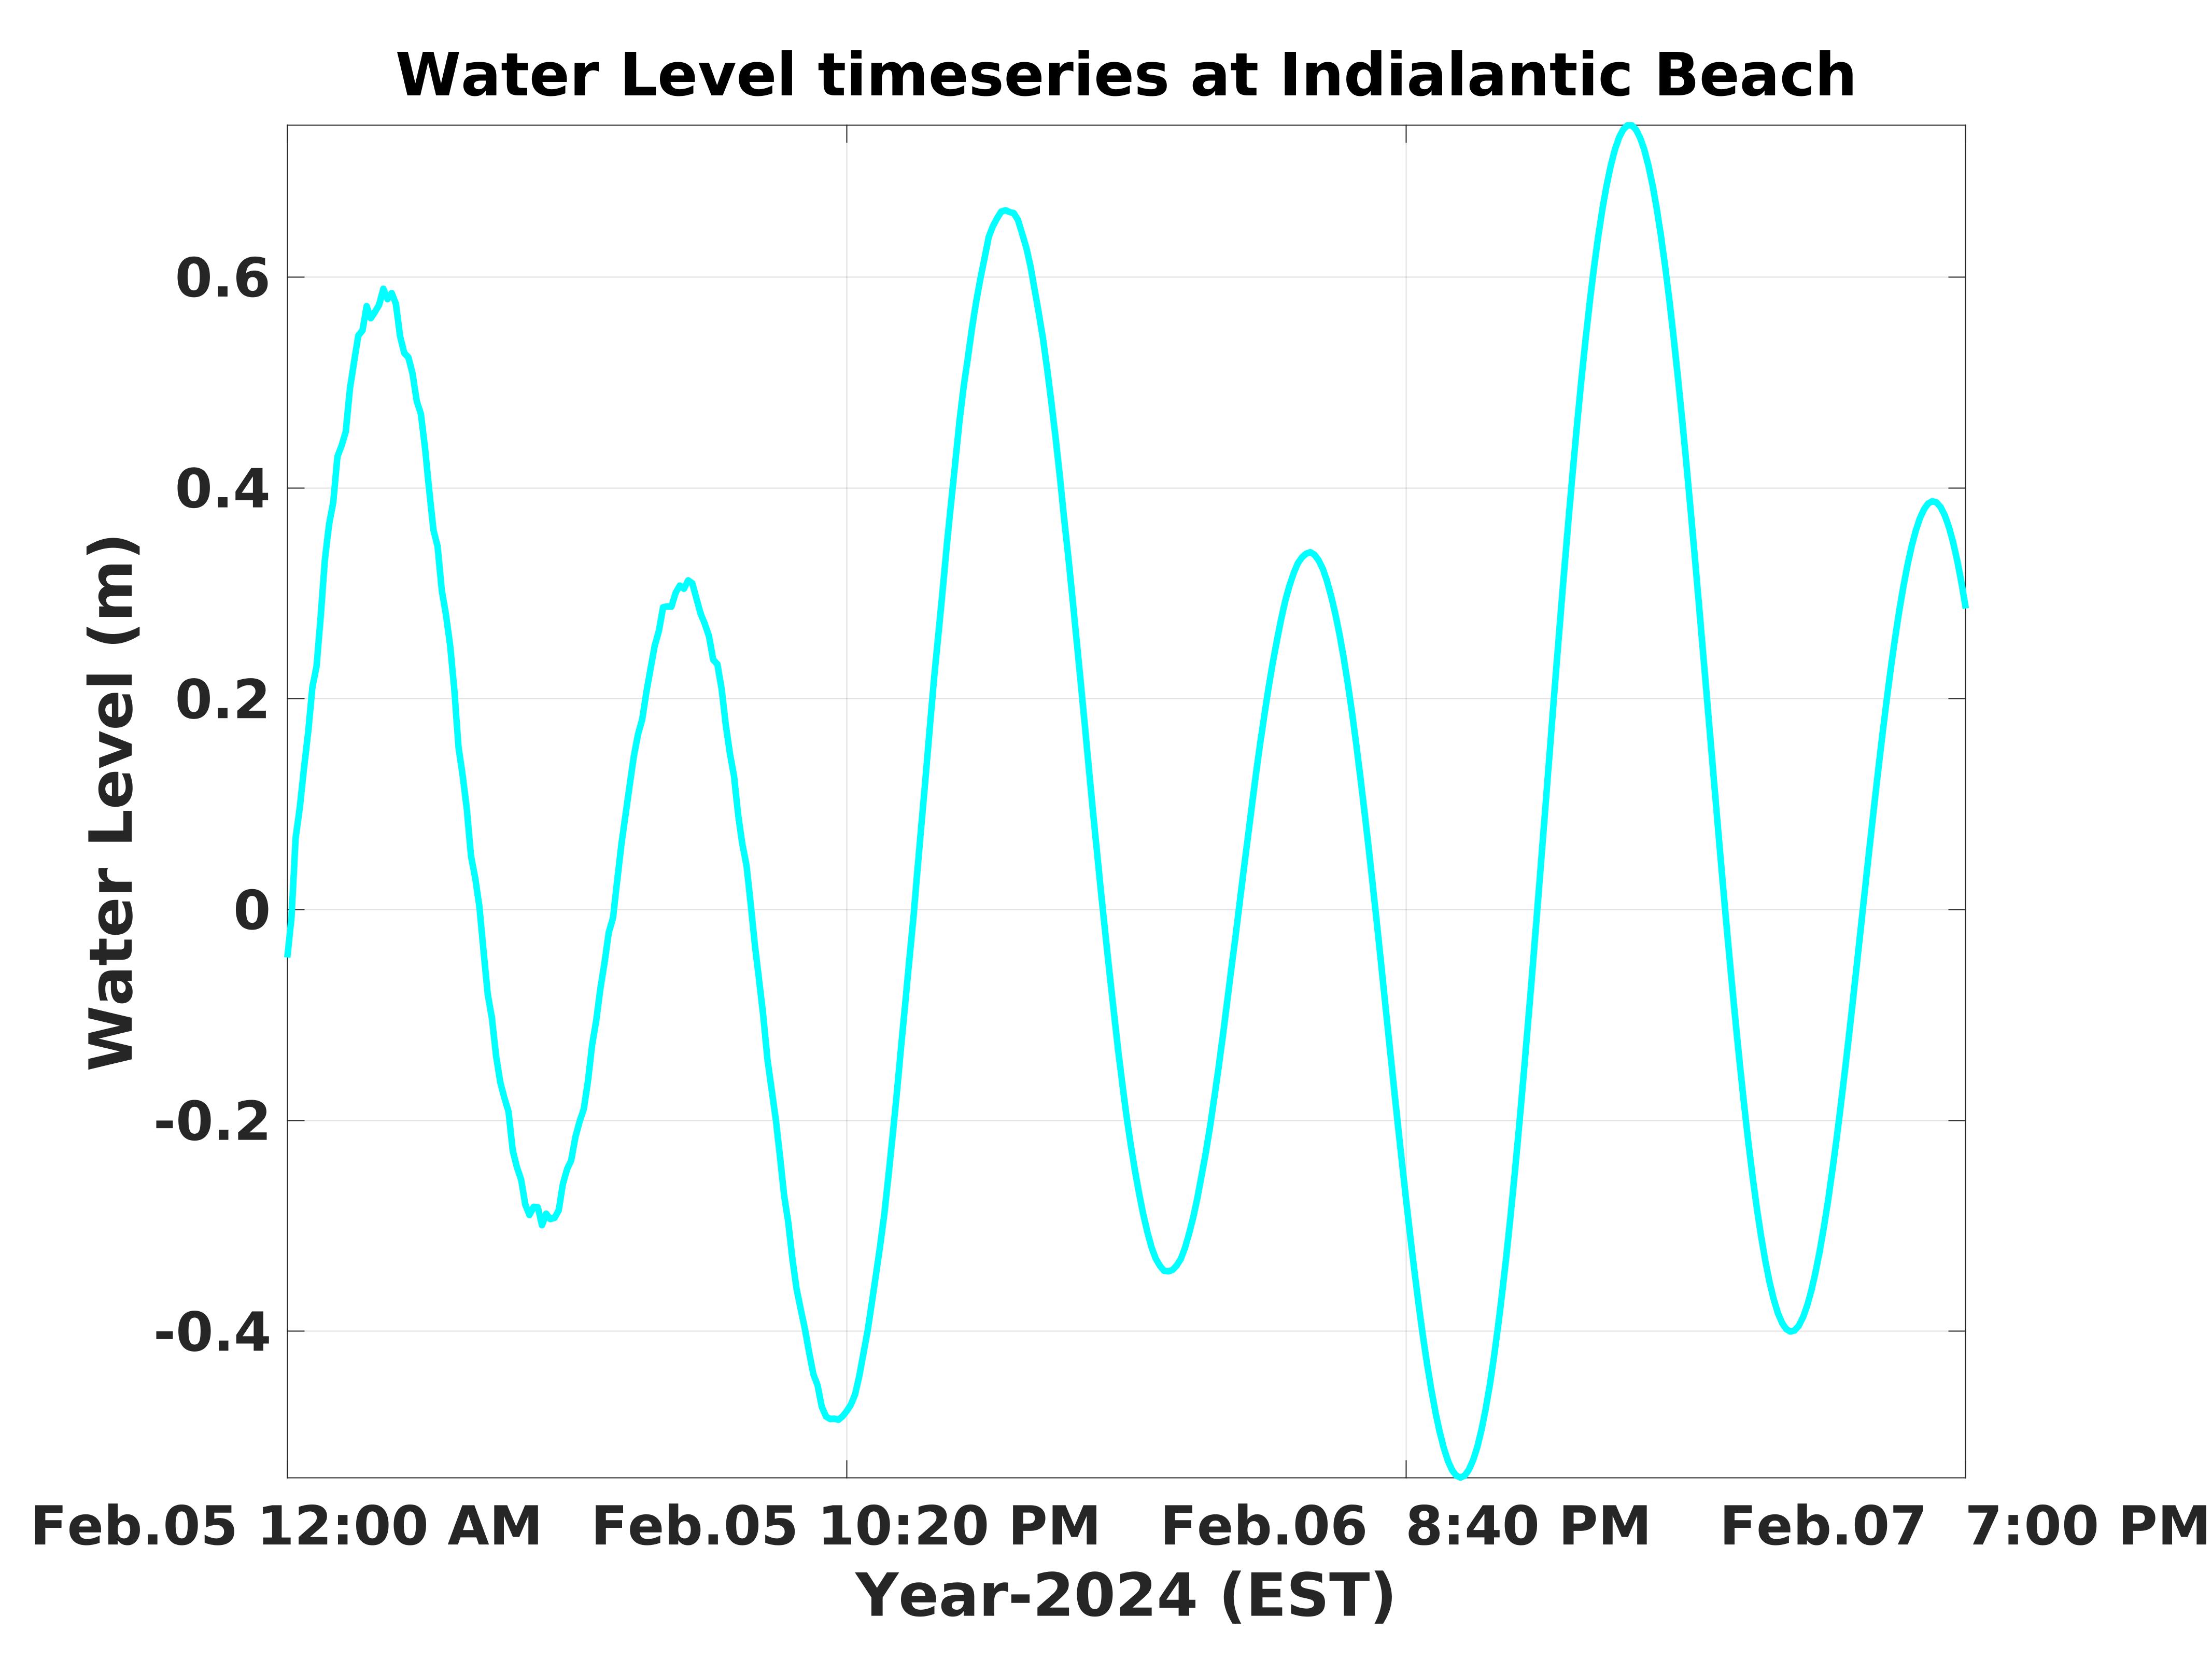 Water Level timeseries at Indialantic Beach
Water Level (m)
0.6
0.4
0.2
0
-0.2
-0.4
Feb.05 12:00 AM Feb.05 10:20 PM Feb.06 8:40 PM Feb.07 7:00 PM
Year-2024 (EST)